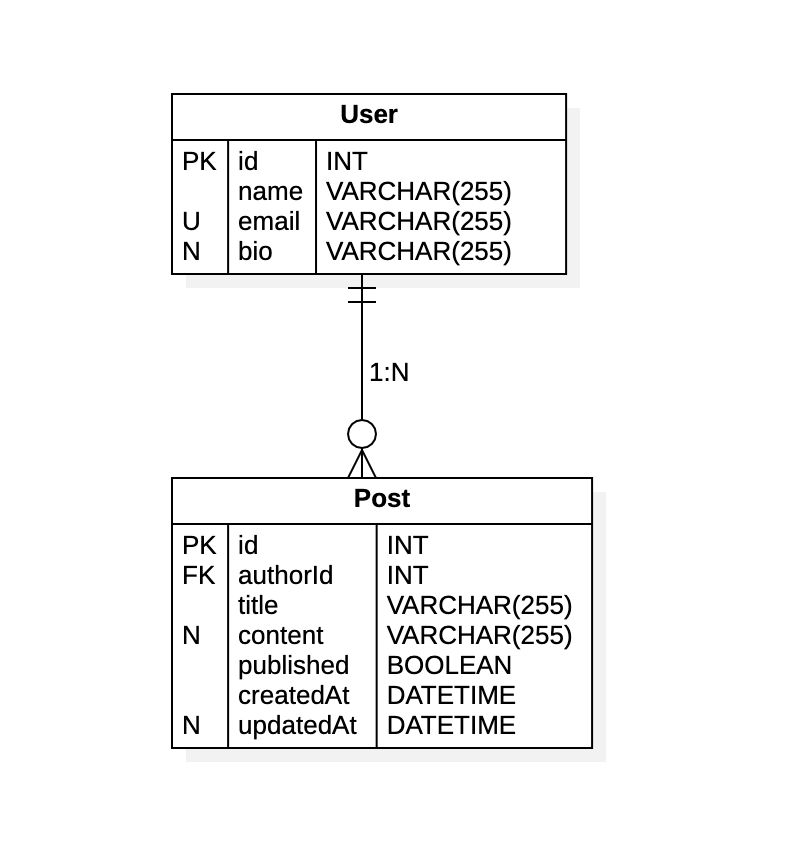 User
PK id INT
name VARCHAR(255)
U email VARCHAR(255)
N bio VARCHAR(255)
1:N
Post
PK id INT
FK authorId INT
title VARCHAR(255)
N content VARCHAR(255)
published BOOLEAN
createdAt DATETIME
N updatedAt DATETIME